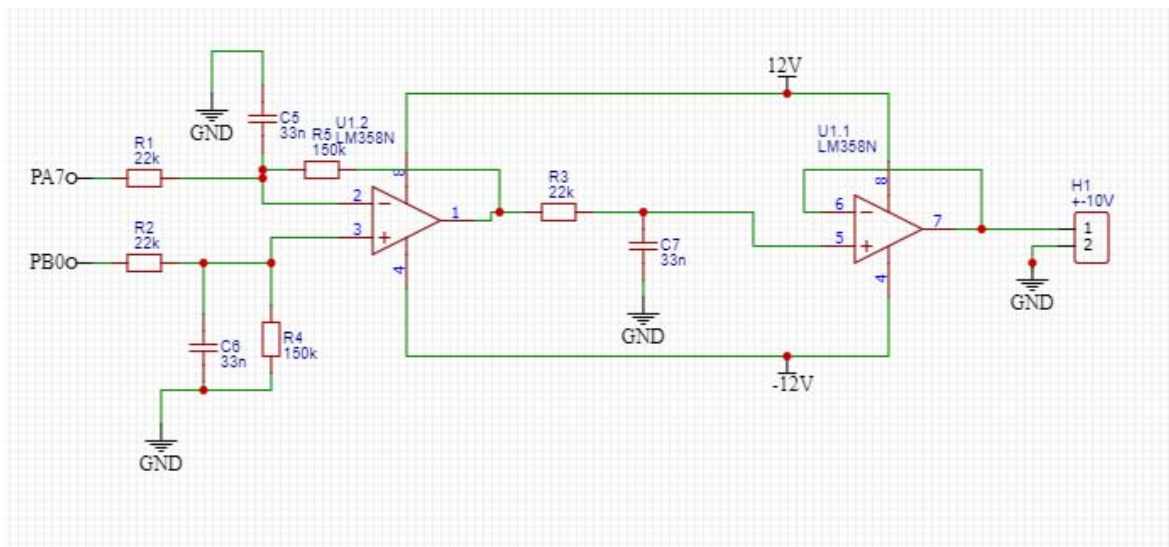 12V
C5
33n
GND
R5
150k
U1.2
LM358N
U1.1
LM358N
R1
22k
PA7
8
8
H1
+-10V
2
1
R3
22k
6
7
1
2
3
5
R2
22k
PB0
C7
33n
4
4
GND
C6
33n
R4
150k
GND
-12V
GND